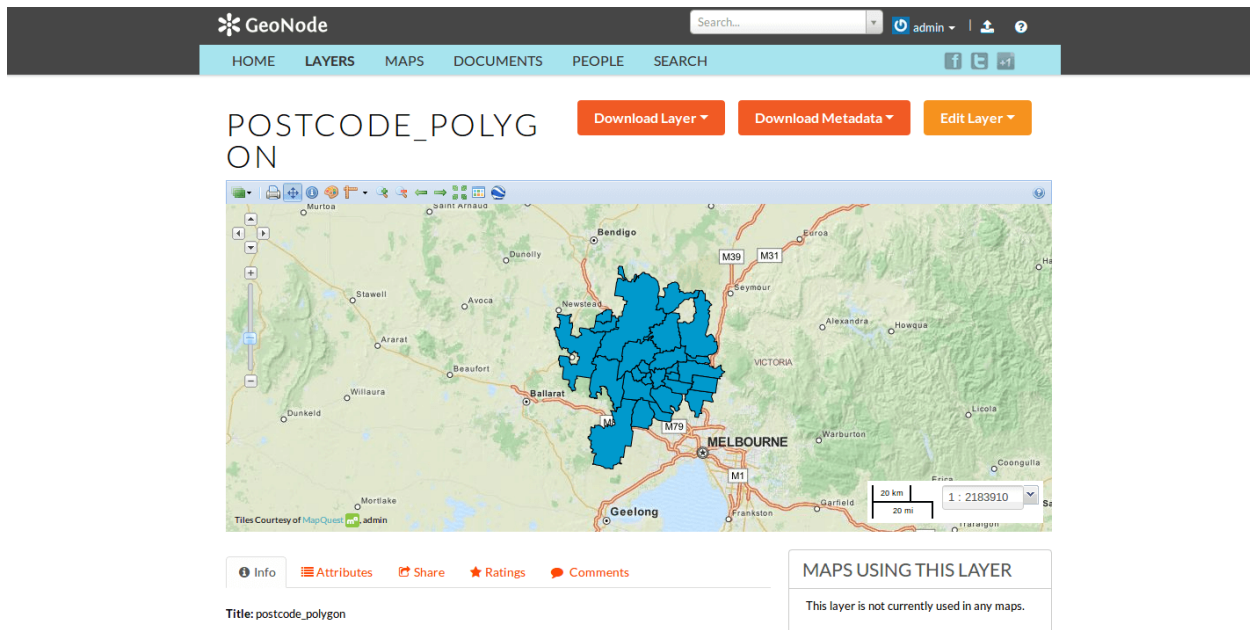 GeoNode
Search...
admin
HOME LAYERS MAPS DOCUMENTS PEOPLE SEARCH
POSTCODE_POLYG
ON
Download Layer
Download Metadata
Edit Layer
Murtoa
Saint Arnaud
Bendigo
Euroa
Dunolly
M39
M31
Ha
Stawell
Avoca
Newstead
Seymour
Alexandra
Howqua
Ararat
Beaufort
VICTORIA
Willaura
Ballarat
Dunkeld
Licola
M79
MELBOURNE
Warburton
Coongulla
M1
Erica
20 km
20 mi
1 : 2183910
Mortlake
Garfield
Sa
Geelong
Frankston
Traralgon
Tiles Courtesy of MapQuest , admin
Info Attributes Share Ratings Comments
MAPS USING THIS LAYER
This layer is not currently used in any maps.
Title: postcode_polygon